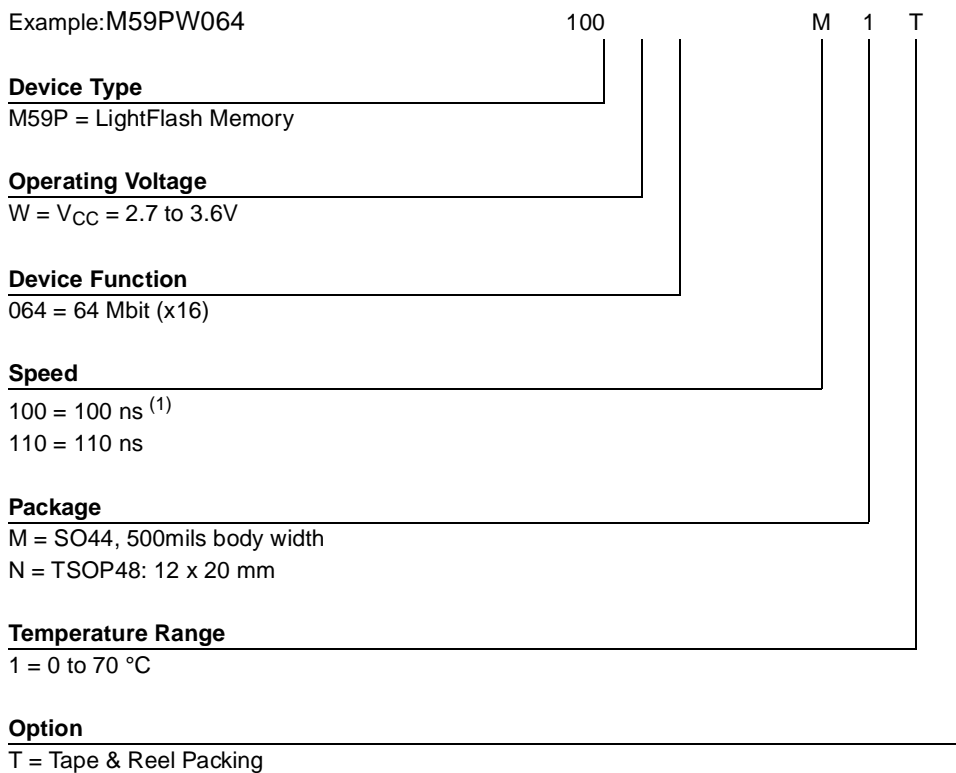 Example:M59PW064 100 M 1 T
Device Type
M59P = LightFlash Memory
Operating Voltage
W = VCC = 2.7 to 3.6V
Device Function
064 = 64 Mbit (x16)
Speed
100 = 100 ns (1)
110 = 110 ns
Package
M = SO44, 500mils body width
N = TSOP48: 12 x 20 mm
Temperature Range
1 = 0 to 70 °C
Option
T = Tape & Reel Packing